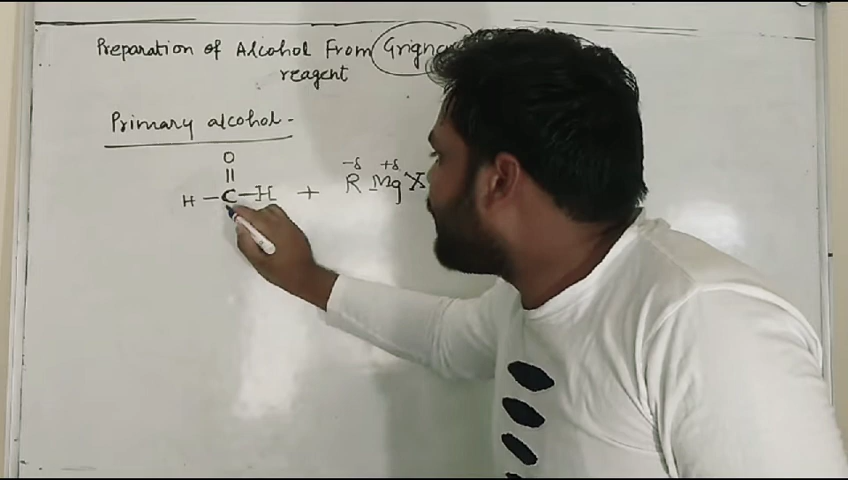 Preparation of Alcohol From Grigna
reagent
Primary alcohol-
O
||
-δ +δ
H - C - H + R Mg X